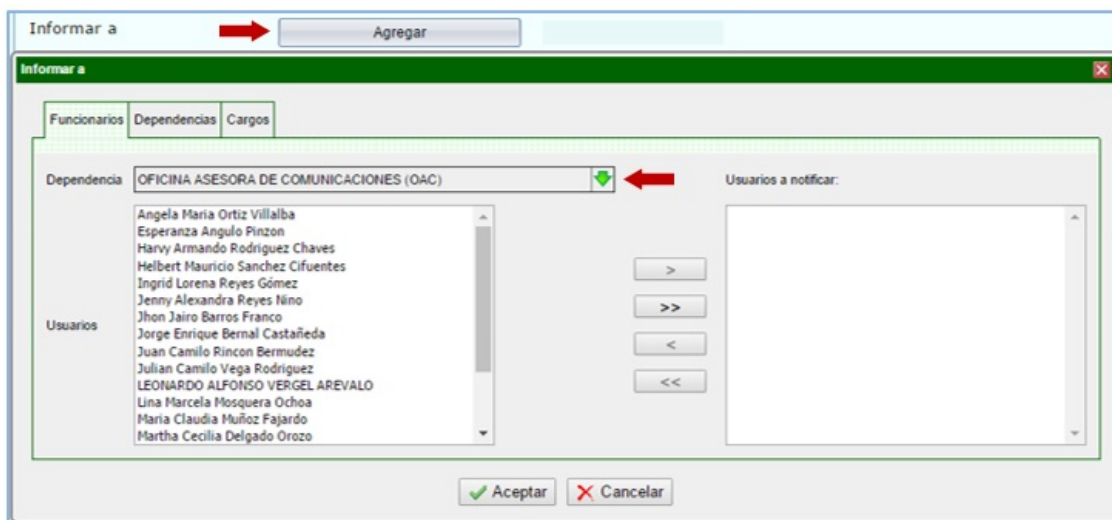 Informar a
Agregar
Informar a
Funcionarios Dependencias Cargos
Dependencia OFICINA ASESORA DE COMUNICACIONES (OAC) Usuarios a notificar:
Angela Maria Ortiz Villalba
Esperanza Angulo Pinzon
Harvy Armando Rodriguez Chaves
Helbert Mauricio Sanchez Cifuentes
Ingrid Lorena Reyes Gómez
Jenny Alexandra Reyes Nino
Jhon Jairo Barros Franco
Usuarios
Jorge Enrique Bernal Castañeda
Juan Camilo Rincon Bermudez
Julian Camilo Vega Rodriguez
LEONARDO ALFONSO VERGEL AREVALO
Lina Marcela Mosquera Ochoa
Maria Claudia Muñoz Fajardo
Martha Cecilia Delgado Orozo
>
>>
<
<<
Aceptar Cancelar